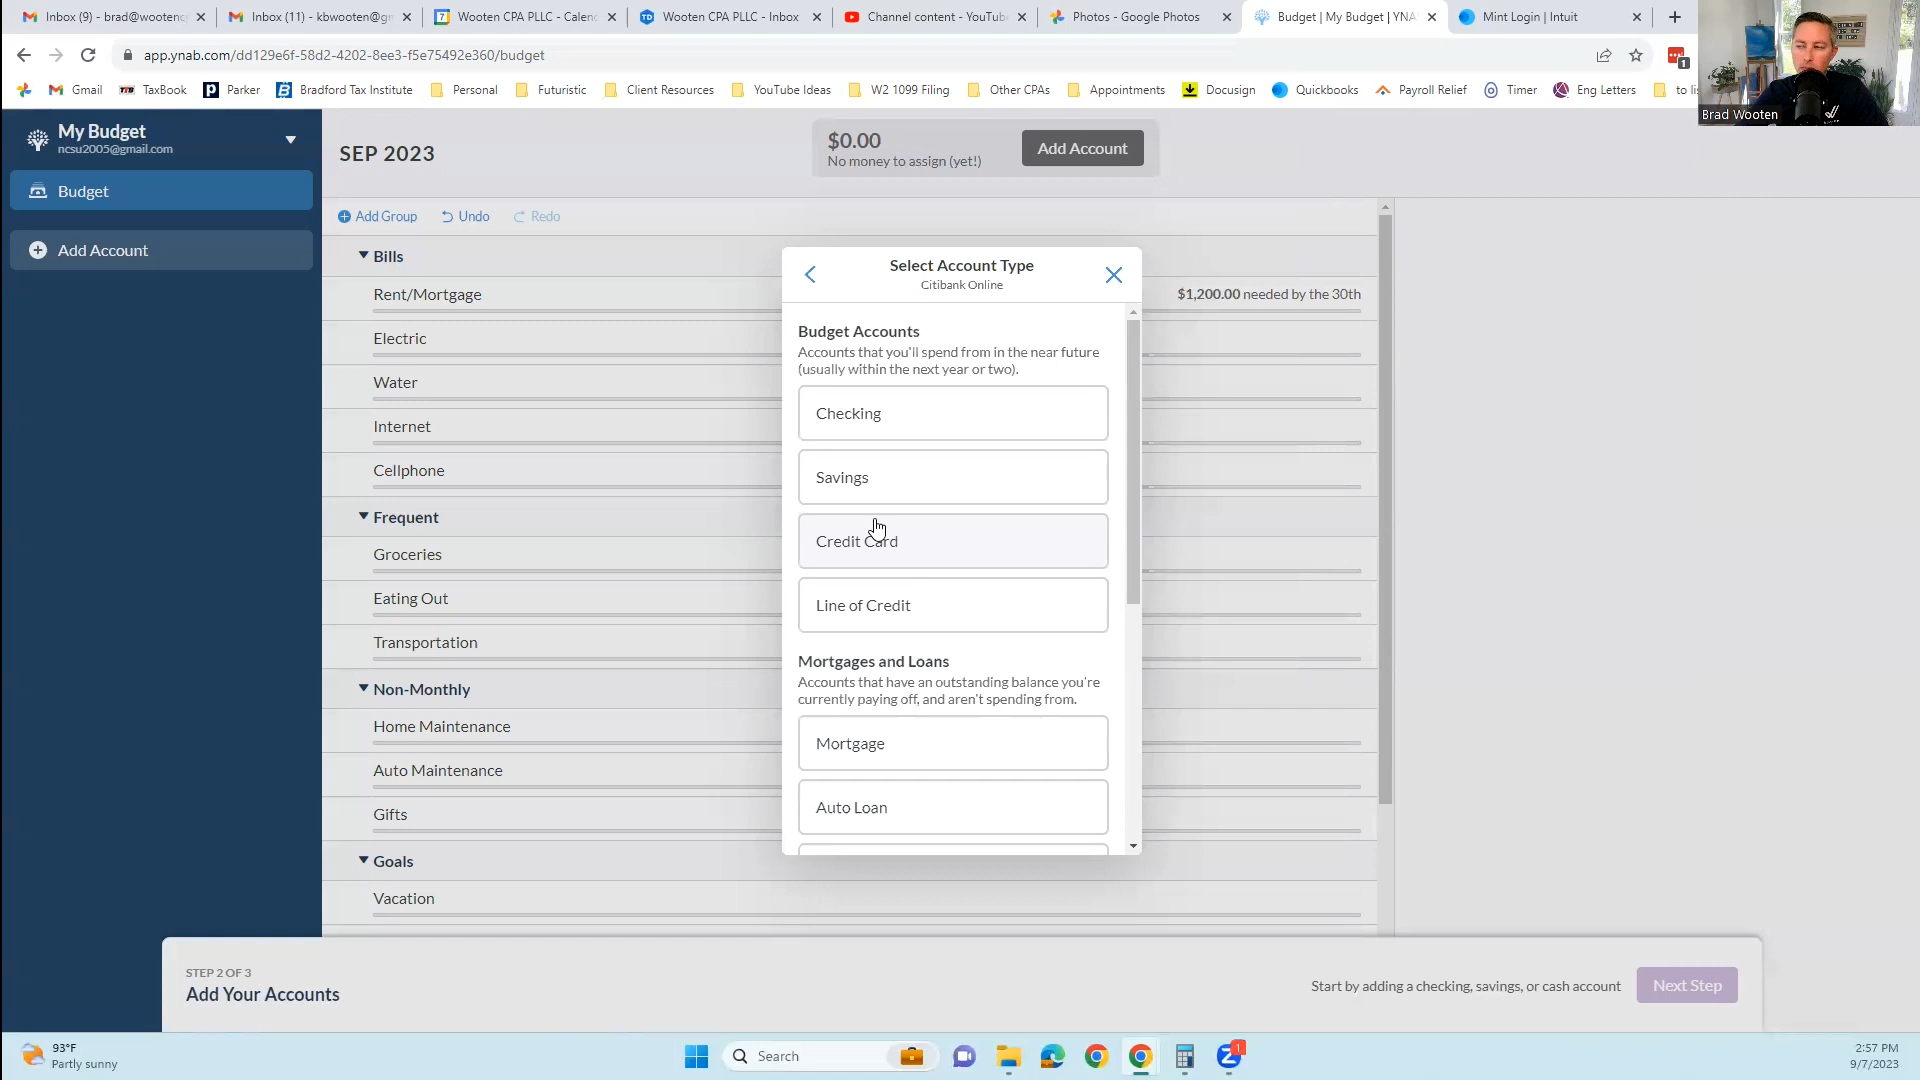 Inbox (9) - brad@wooten
Inbox (11) - kbwooten@gm
Wooten CPA PLLC - Calen
Wooten CPA PLLC - Inbox
Channel content - YouTub
Photos - Google Photos
Budget | My Budget | YNA
Mint Login | Intuit
app.ynab.com/dd129e6f-58d2-4202-8ee3-f5e75492e360/budget
1
Gmail
TaxBook
Parker
Bradford Tax Institute
Personal
Futuristic
Client Resources
YouTube Ideas
W2 1099 Filing
Other CPAs
Appointments
Docusign
Quickbooks
Payroll Relief
Timer
Eng Letters
to li
Brad Wooten
My Budget
ncsu2005@gmail.com
Budget
Add Account
SEP 2023
$0.00
No money to assign (yet!)
Add Account
Add Group
Undo
Redo
Bills
Rent/Mortgage
$1,200.00 needed by the 30th
Electric
Water
Internet
Cellphone
Frequent
Groceries
Eating Out
Transportation
Non-Monthly
Home Maintenance
Auto Maintenance
Gifts
Goals
Vacation
Select Account Type
Citibank Online
Budget Accounts
Accounts that you'll spend from in the near future
(usually within the next year or two).
Checking
Savings
Credit Card
Line of Credit
Mortgages and Loans
Accounts that have an outstanding balance you're
currently paying off, and aren't spending from.
Mortgage
Auto Loan
STEP 2 OF 3
Add Your Accounts
Start by adding a checking, savings, or cash account
Next Step
93°F
Partly sunny
Search
1
2:57 PM
9/7/2023